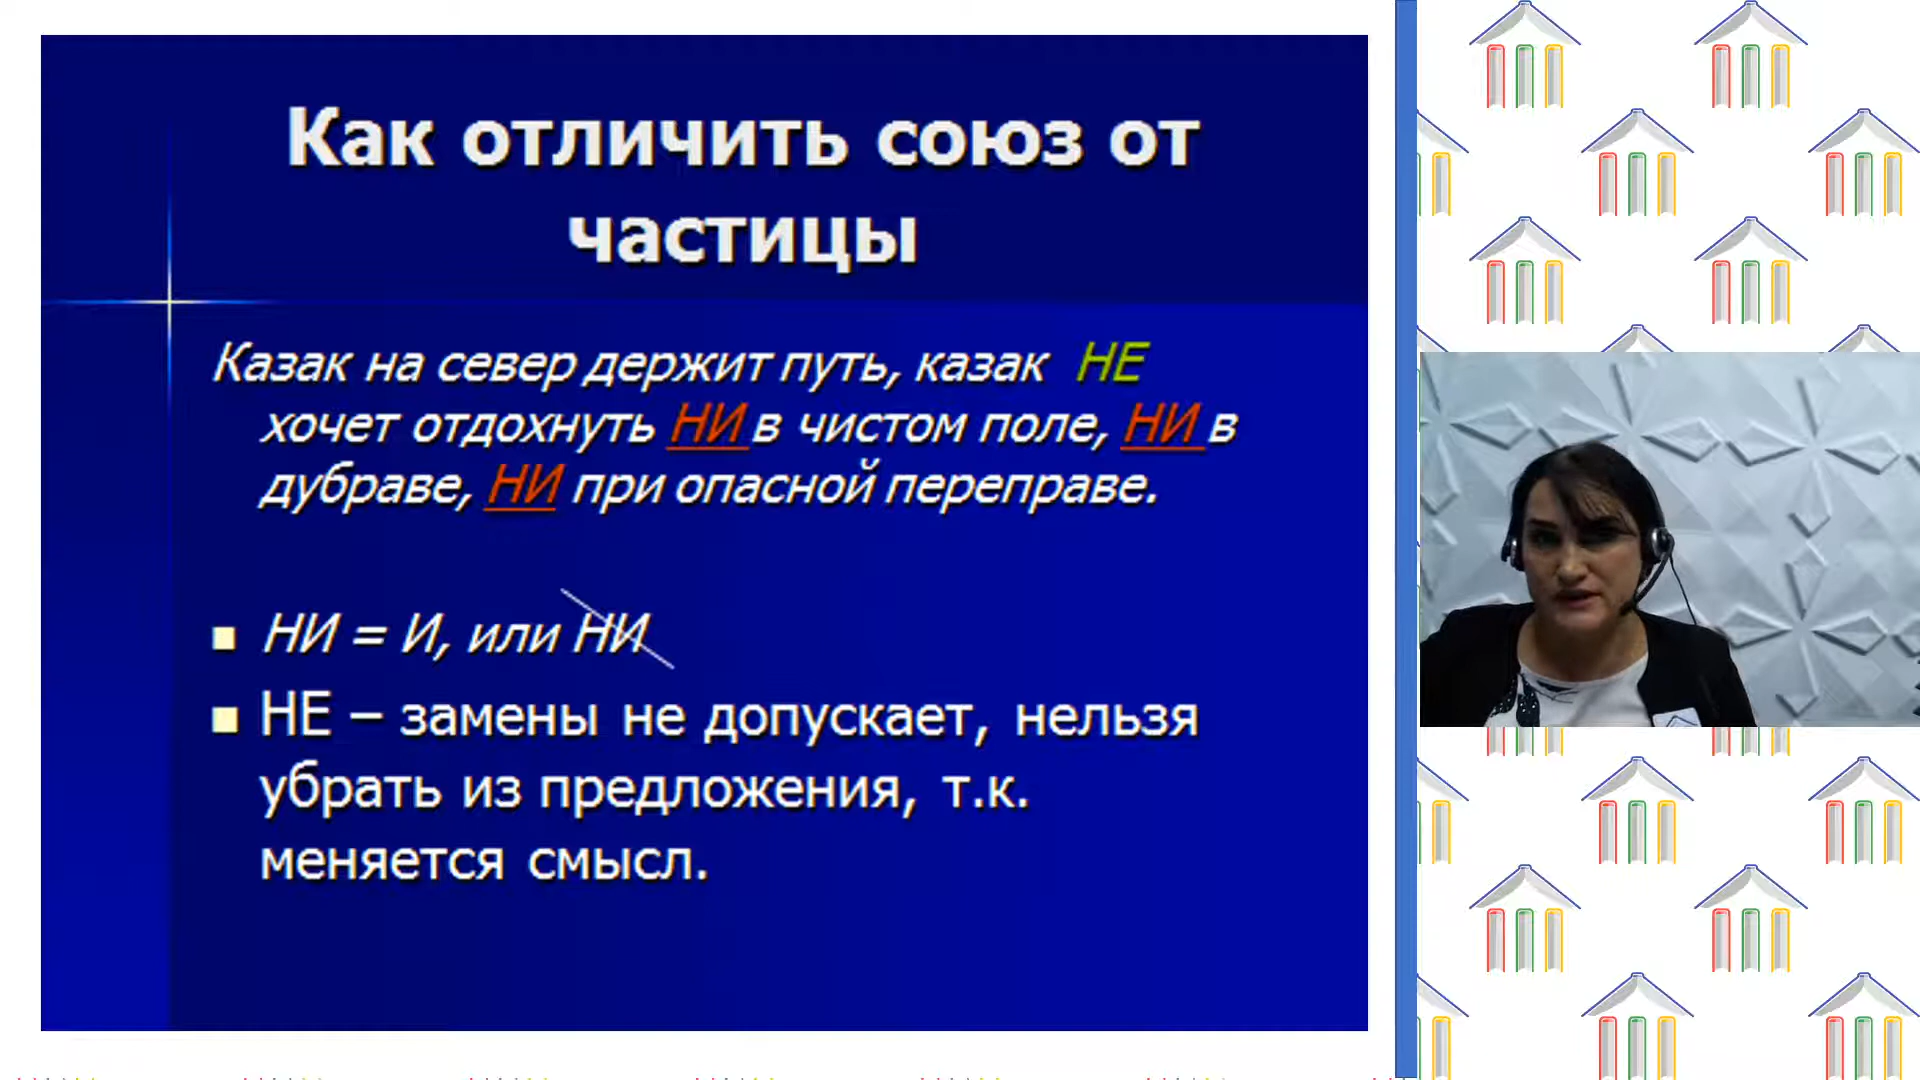 Как отличить союз от
частицы
Казак на север держит путь, казак НЕ
хочет отдохнуть НИ в чистом поле, НИ в
дубраве, НИ при опасной переправе.
НИ = И, или НИ
НЕ – замены не допускает, нельзя
убрать из предложения, т.к.
меняется смысл.